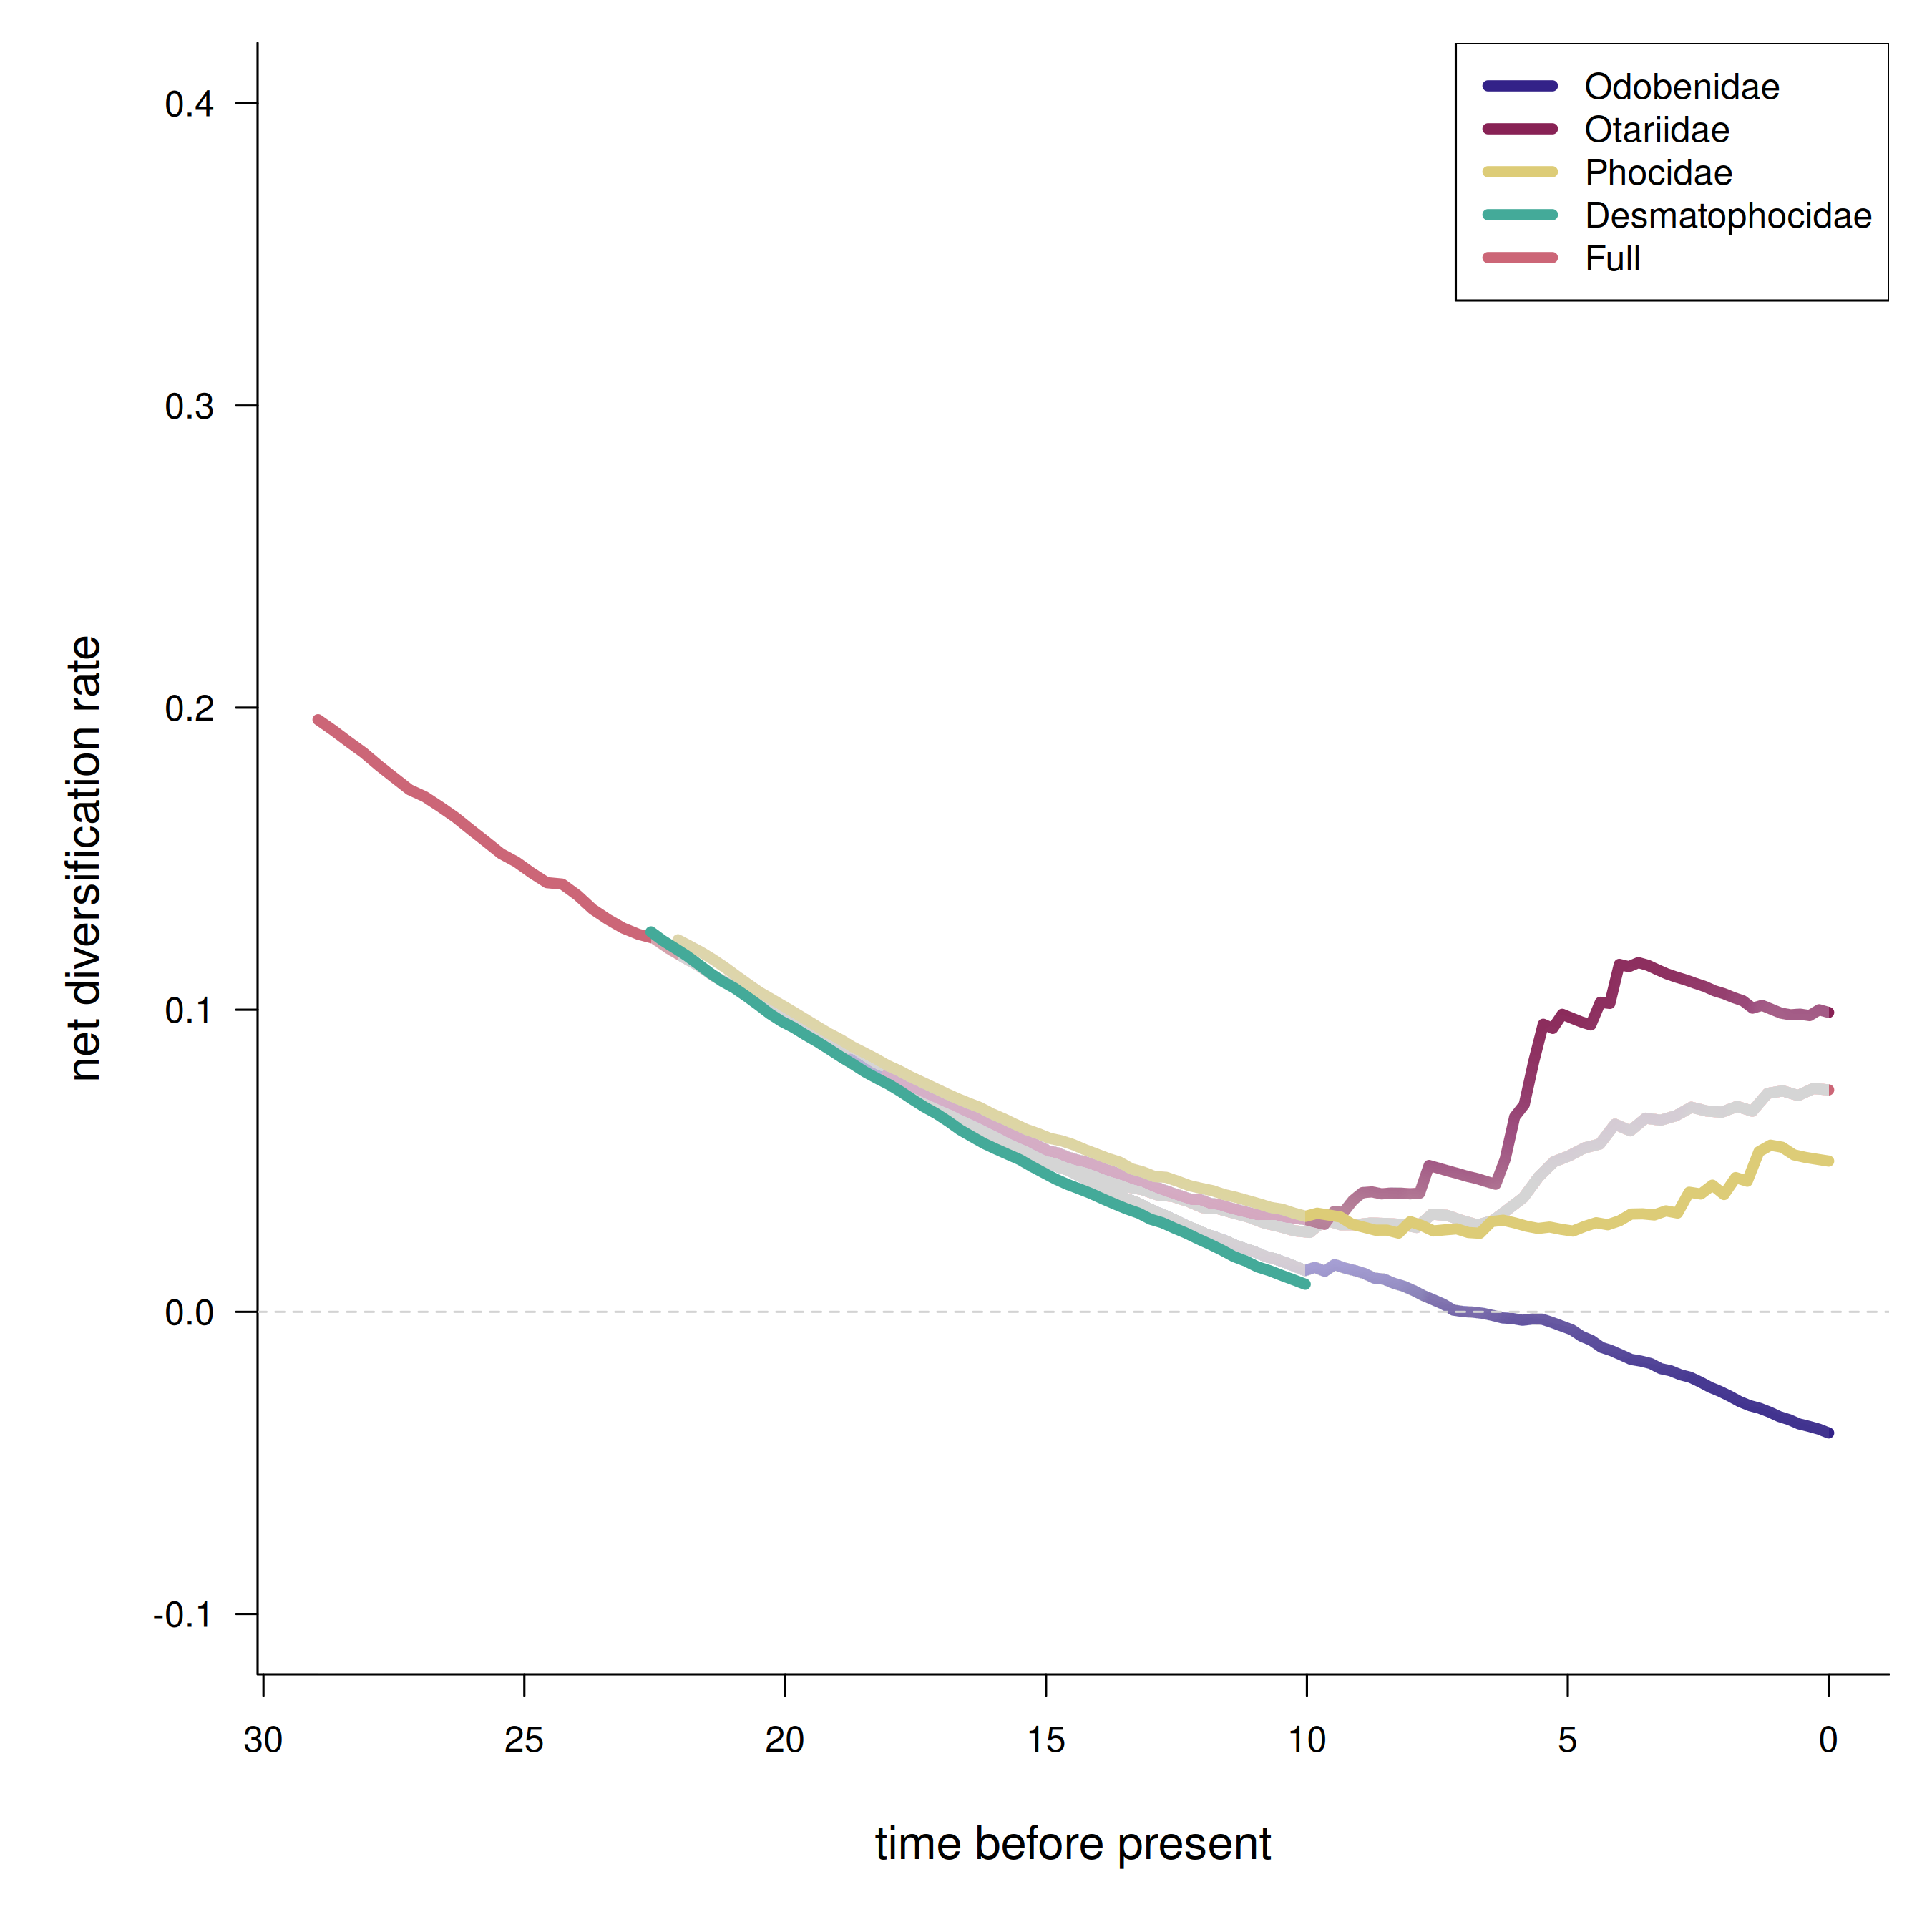 Odobenidae
Otariidae
Phocidae
Desmatophocidae
Full
net diversification rate
0.4
0.3
0.2
0.1
0.0
-0.1
30 25 20 15 10 5 0
time before present